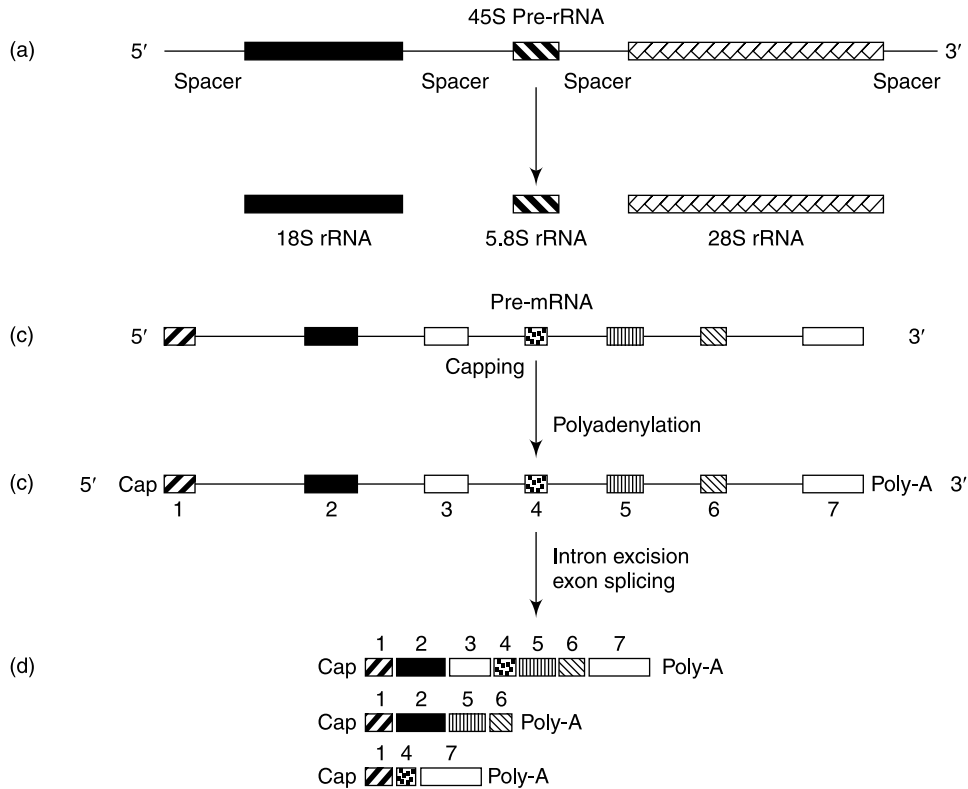 45S Pre-rRNA
(a) 5′ 3′
Spacer Spacer Spacer Spacer
18S rRNA 5.8S rRNA 28S rRNA
Pre-mRNA
(c) 5′ 3′
Capping
Polyadenylation
(c) 5′ Cap Poly-A 3′
1 2 3 4 5 6 7
Intron excision
exon splicing
1 2 3 4 5 6 7
(d) Cap Poly-A
1 2 5 6
Cap Poly-A
1 4 7
Cap Poly-A